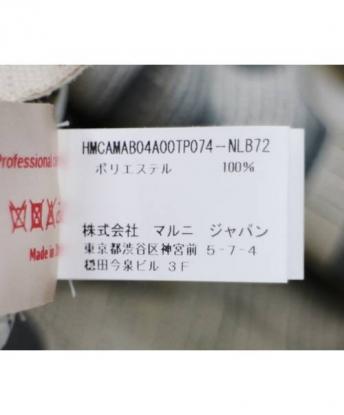 HMCAMAB04A00TP074-NLB72
ポリエステル 100%
Professional
Made in
株式会社 マルニ ジャパン
東京都渋谷区神宮前 5-7-4
穏田今泉ビル 3F